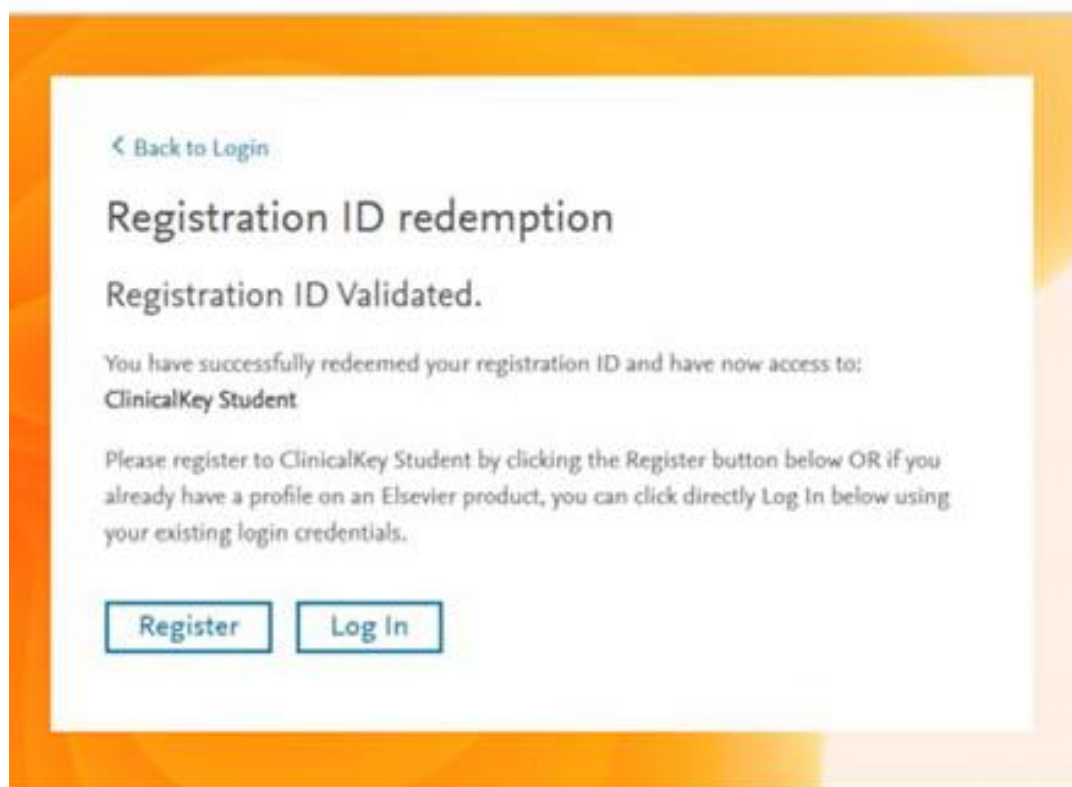 < Back to Login
Registration ID redemption
Registration ID Validated.
You have successfully redeemed your registration ID and have now access to:
ClinicalKey Student
Please register to ClinicalKey Student by clicking the Register button below OR if you
already have a profile on an Elsevier product, you can click directly Log In below using
your existing login credentials.
Register Log In